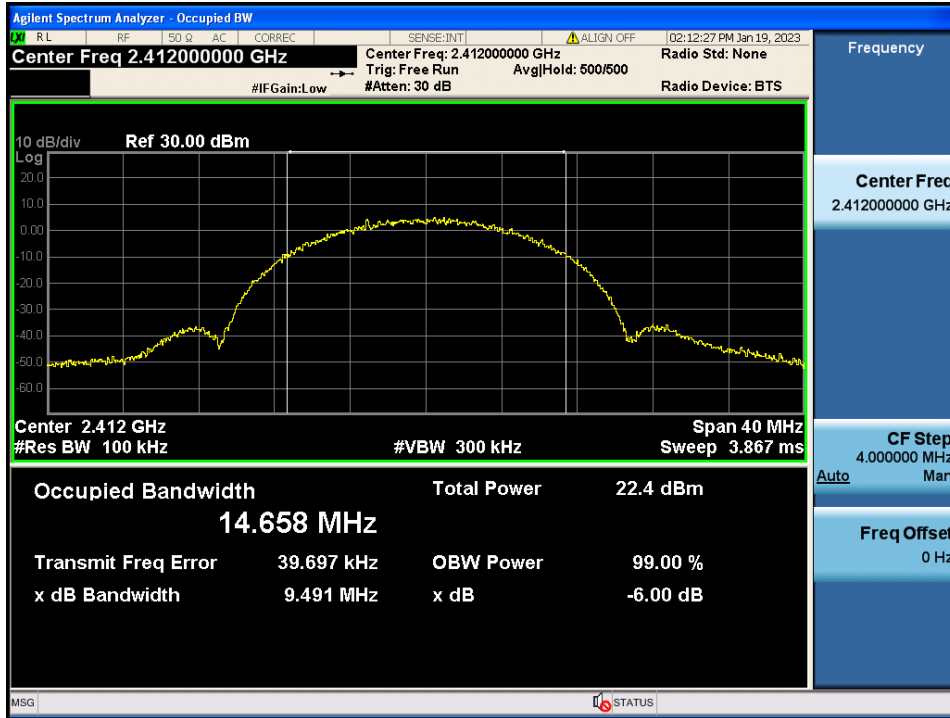 Agilent Spectrum Analyzer - Occupied BW
LXI RL RF 50 Ω AC CORREC SENSE:INT ALIGN OFF 02:12:27 PM Jan 19, 2023
Center Freq 2.412000000 GHz
Center Freq: 2.412000000 GHz
Radio Std: None
Trig: Free Run Avg|Hold: 500/500
#IFGain:Low #Atten: 30 dB Radio Device: BTS
10 dB/div Ref 30.00 dBm
Log
20.0
10.0
0.00
-10.0
-20.0
-30.0
-40.0
-50.0
-60.0
Center 2.412 GHz Span 40 MHz
#Res BW 100 kHz #VBW 300 kHz Sweep 3.867 ms
Occupied Bandwidth Total Power 22.4 dBm
14.658 MHz
Transmit Freq Error 39.697 kHz OBW Power 99.00 %
x dB Bandwidth 9.491 MHz x dB -6.00 dB
Frequency
Center Freq
2.412000000 GHz
CF Step
4.000000 MHz
Auto Man
Freq Offset
0 Hz
MSG STATUS